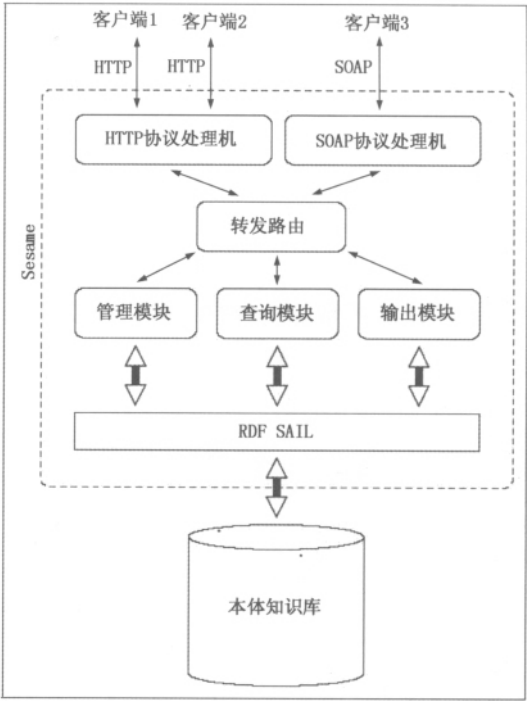 客户端1 客户端2 客户端3
HTTP HTTP SOAP
HTTP协议处理机 SOAP协议处理机
转发路由
Sesame
管理模块 查询模块 输出模块
RDF SAIL
本体知识库